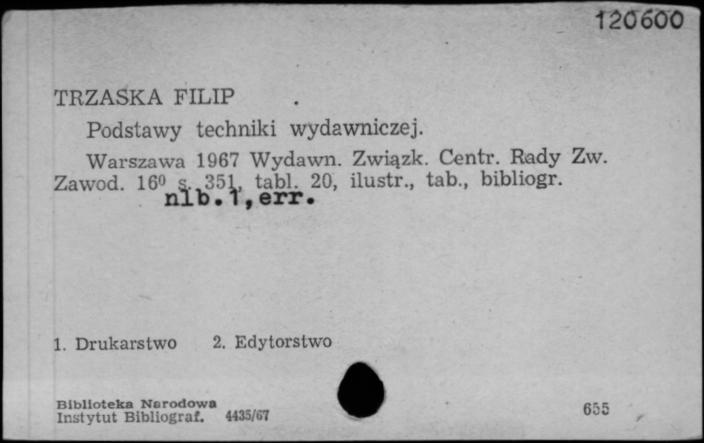 120600
TRZASKA FILIP
Podstawy techniki wydawniczej.
Warszawa 1967 Wydawn. Związk. Centr. Rady Zw.
Zawod. 16⁰ s. 351, tabl. 20, ilustr., tab., bibliogr.
nlb.1,err.
1. Drukarstwo 2. Edytorstwo
Biblioteka Narodowa
Instytut Bibliograf. 4435/67
655